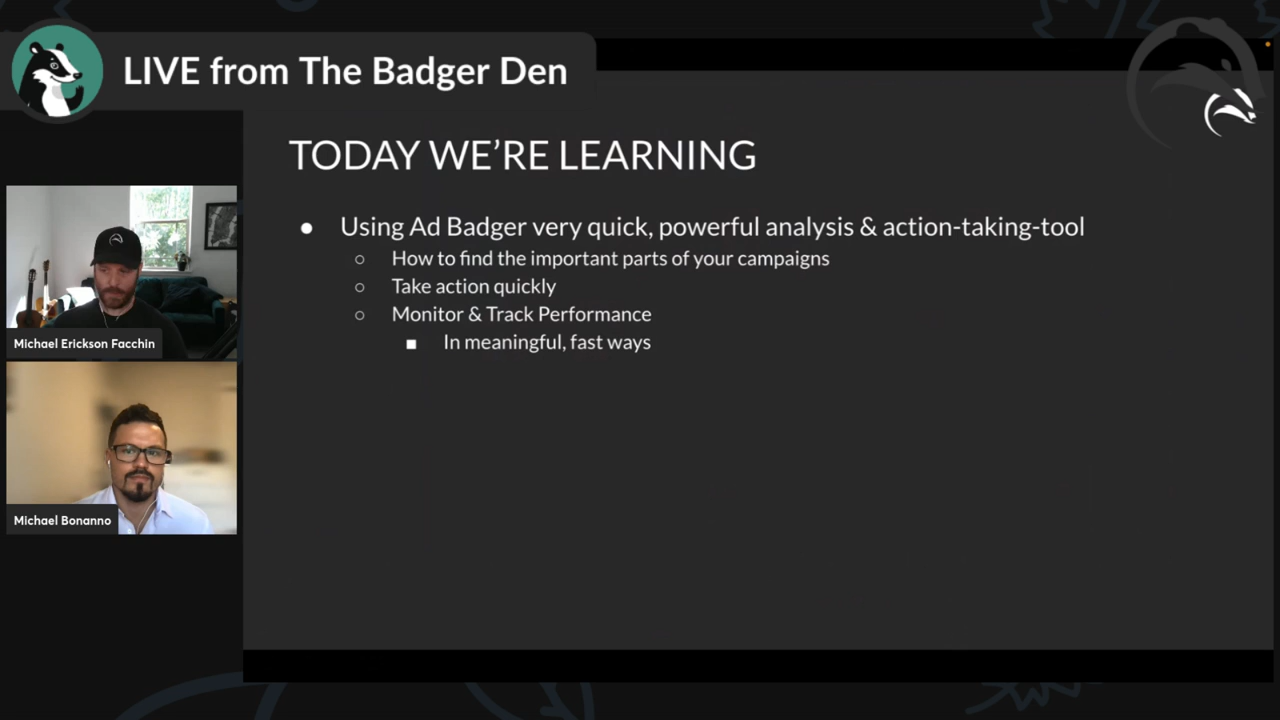 LIVE from The Badger Den
TODAY WE'RE LEARNING
● Using Ad Badger very quick, powerful analysis & action-taking-tool
○ How to find the important parts of your campaigns
○ Take action quickly
○ Monitor & Track Performance
■ In meaningful, fast ways
Michael Erickson Facchin
Michael Bonanno